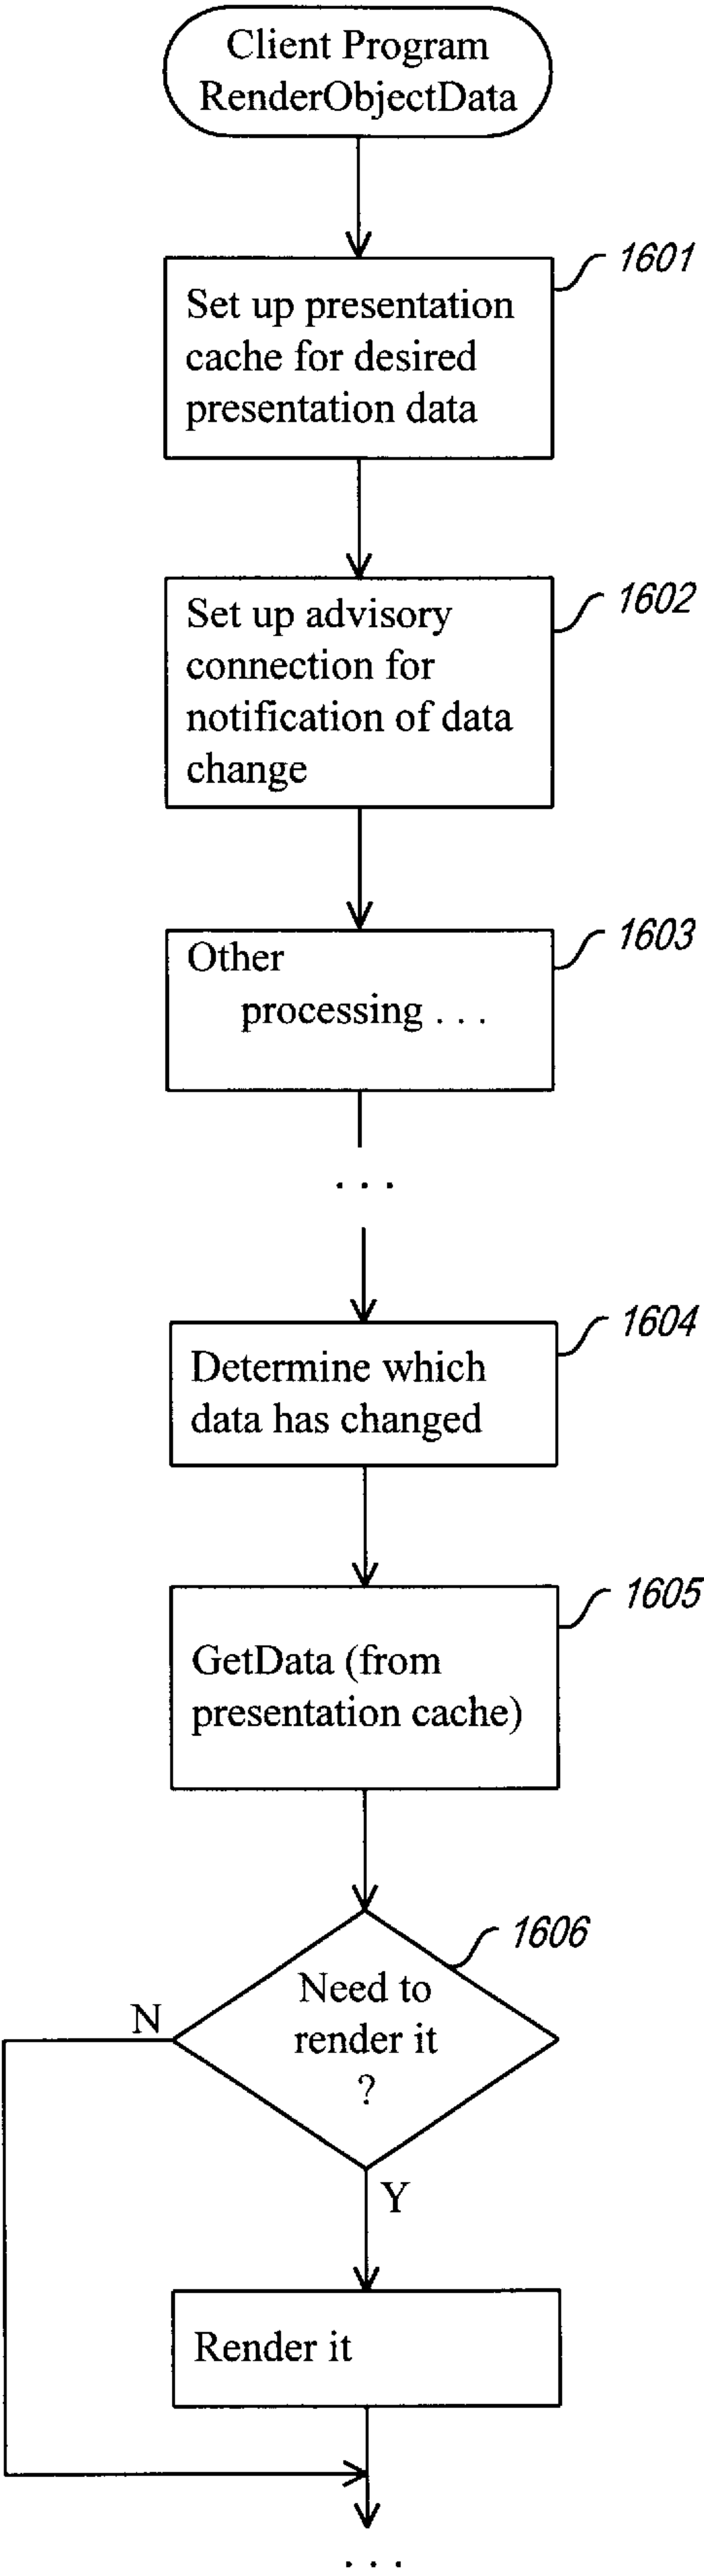 Client Program
RenderObjectData
1601
Set up presentation
cache for desired
presentation data
1602
Set up advisory
connection for
notification of data
change
1603
Other
processing . . .
. . .
1604
Determine which
data has changed
1605
GetData (from
presentation cache)
1606
Need to
render it
?
N
Y
Render it
. . .